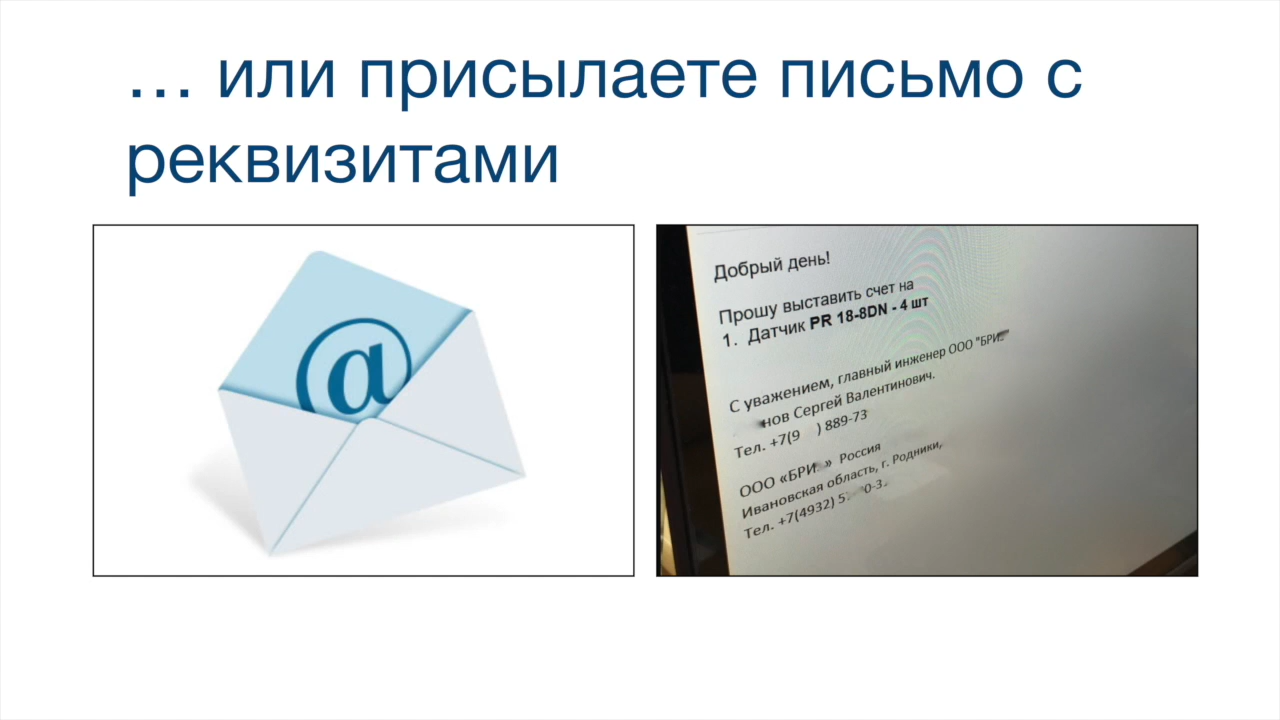 … или присылаете письмо с
реквизитами
@
Добрый день!
Прошу выставить счет на
1. Датчик PR 18-8DN - 4 шт
С уважением, главный инженер ООО "БРИ
нов Сергей Валентинович.
Тел. +7(9 ) 889-73
ООО «БРИ » Россия
Ивановская область, г. Родники,
Тел. +7(4932) 5 0-3